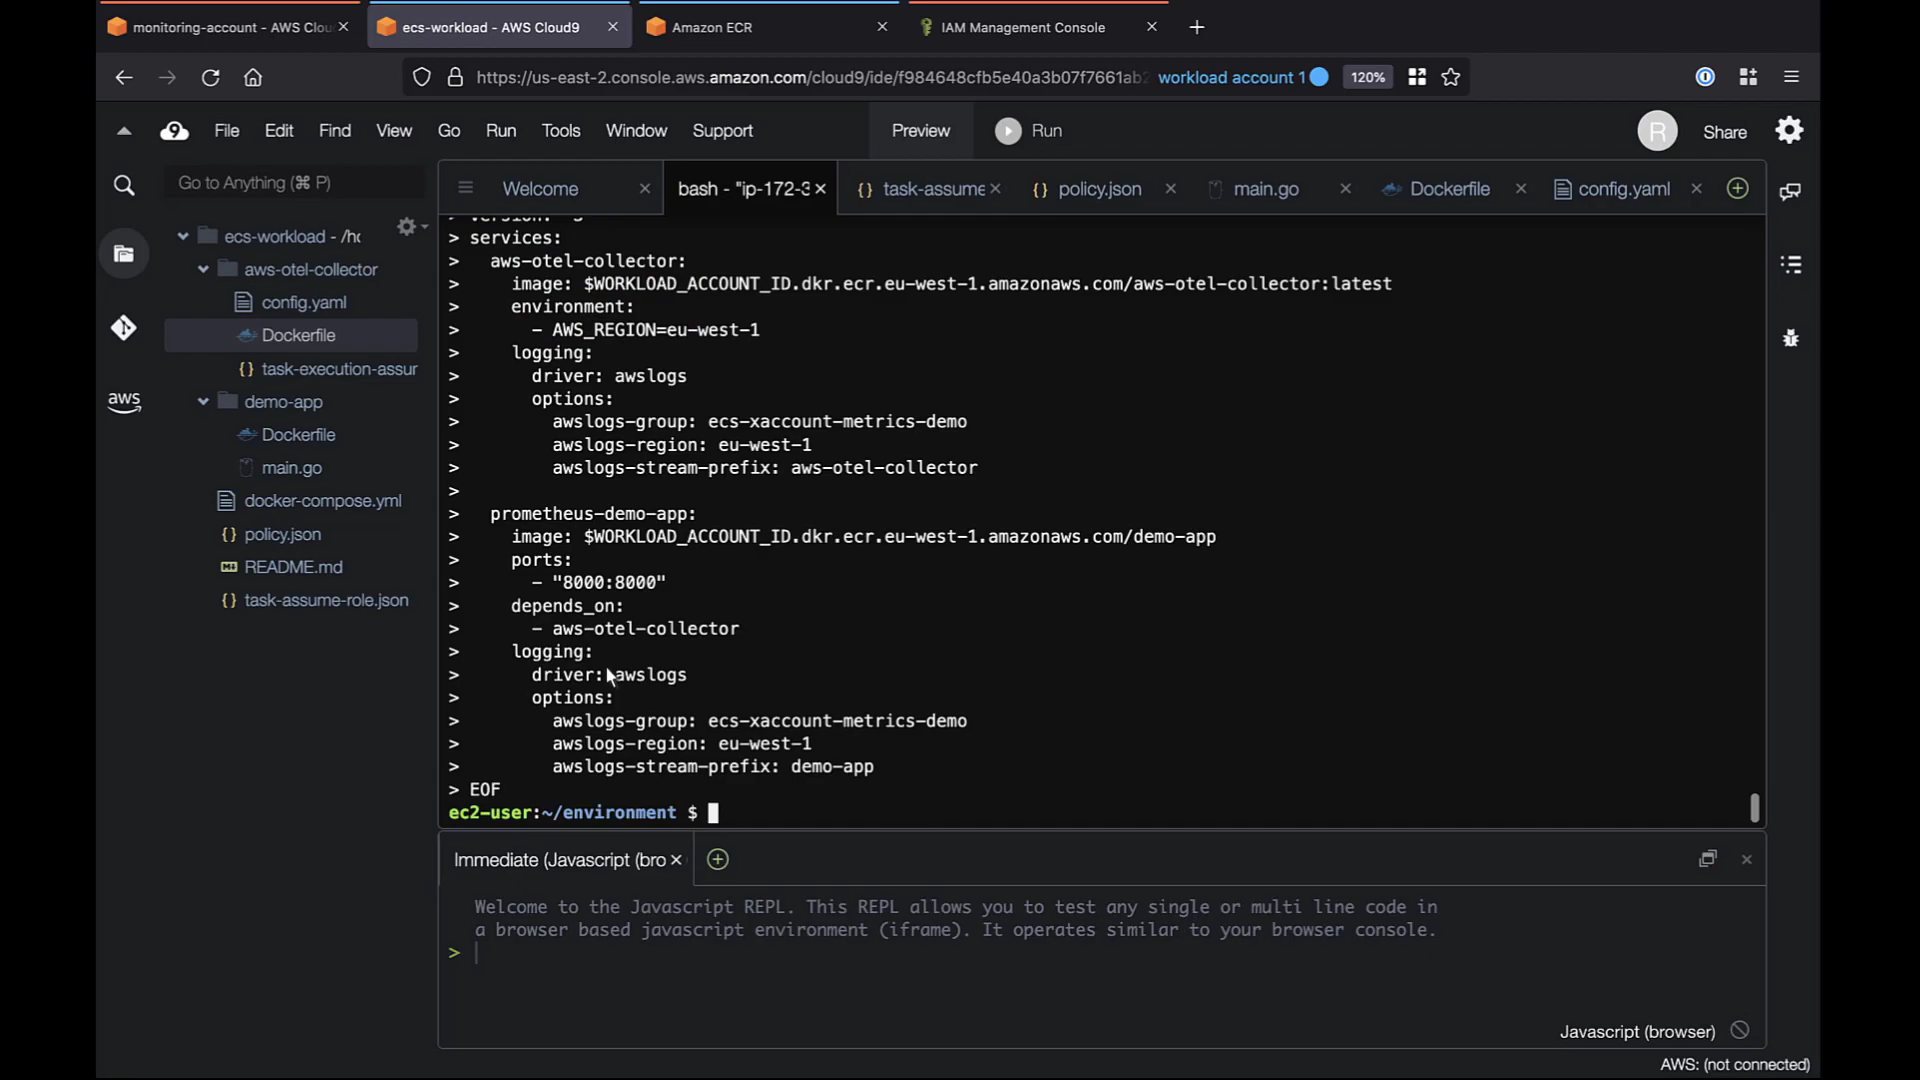 monitoring-account - AWS Clou
ecs-workload - AWS Cloud9
Amazon ECR
IAM Management Console
https://us-east-2.console.aws.amazon.com/cloud9/ide/f984648cfb5e40a3b07f7661ab2
workload account 1
120%
File Edit Find View Go Run Tools Window Support
Preview
Run
R
Share
Go to Anything (⌘ P)
Welcome
bash - "ip-172-3
{} task-assume
{} policy.json
main.go
Dockerfile
config.yaml
ecs-workload - /hc
aws-otel-collector
config.yaml
Dockerfile
{} task-execution-assur
demo-app
Dockerfile
main.go
docker-compose.yml
{} policy.json
README.md
{} task-assume-role.json
aws
> services:
> aws-otel-collector:
> image: $WORKLOAD_ACCOUNT_ID.dkr.ecr.eu-west-1.amazonaws.com/aws-otel-collector:latest
> environment:
> - AWS_REGION=eu-west-1
> logging:
> driver: awslogs
> options:
> awslogs-group: ecs-xaccount-metrics-demo
> awslogs-region: eu-west-1
> awslogs-stream-prefix: aws-otel-collector
>
> prometheus-demo-app:
> image: $WORKLOAD_ACCOUNT_ID.dkr.ecr.eu-west-1.amazonaws.com/demo-app
> ports:
> - "8000:8000"
> depends_on:
> - aws-otel-collector
> logging:
> driver: awslogs
> options:
> awslogs-group: ecs-xaccount-metrics-demo
> awslogs-region: eu-west-1
> awslogs-stream-prefix: demo-app
> EOF
ec2-user:~/environment $
Immediate (Javascript (bro
Welcome to the Javascript REPL. This REPL allows you to test any single or multi line code in
a browser based javascript environment (iframe). It operates similar to your browser console.
>
Javascript (browser)
AWS: (not connected)